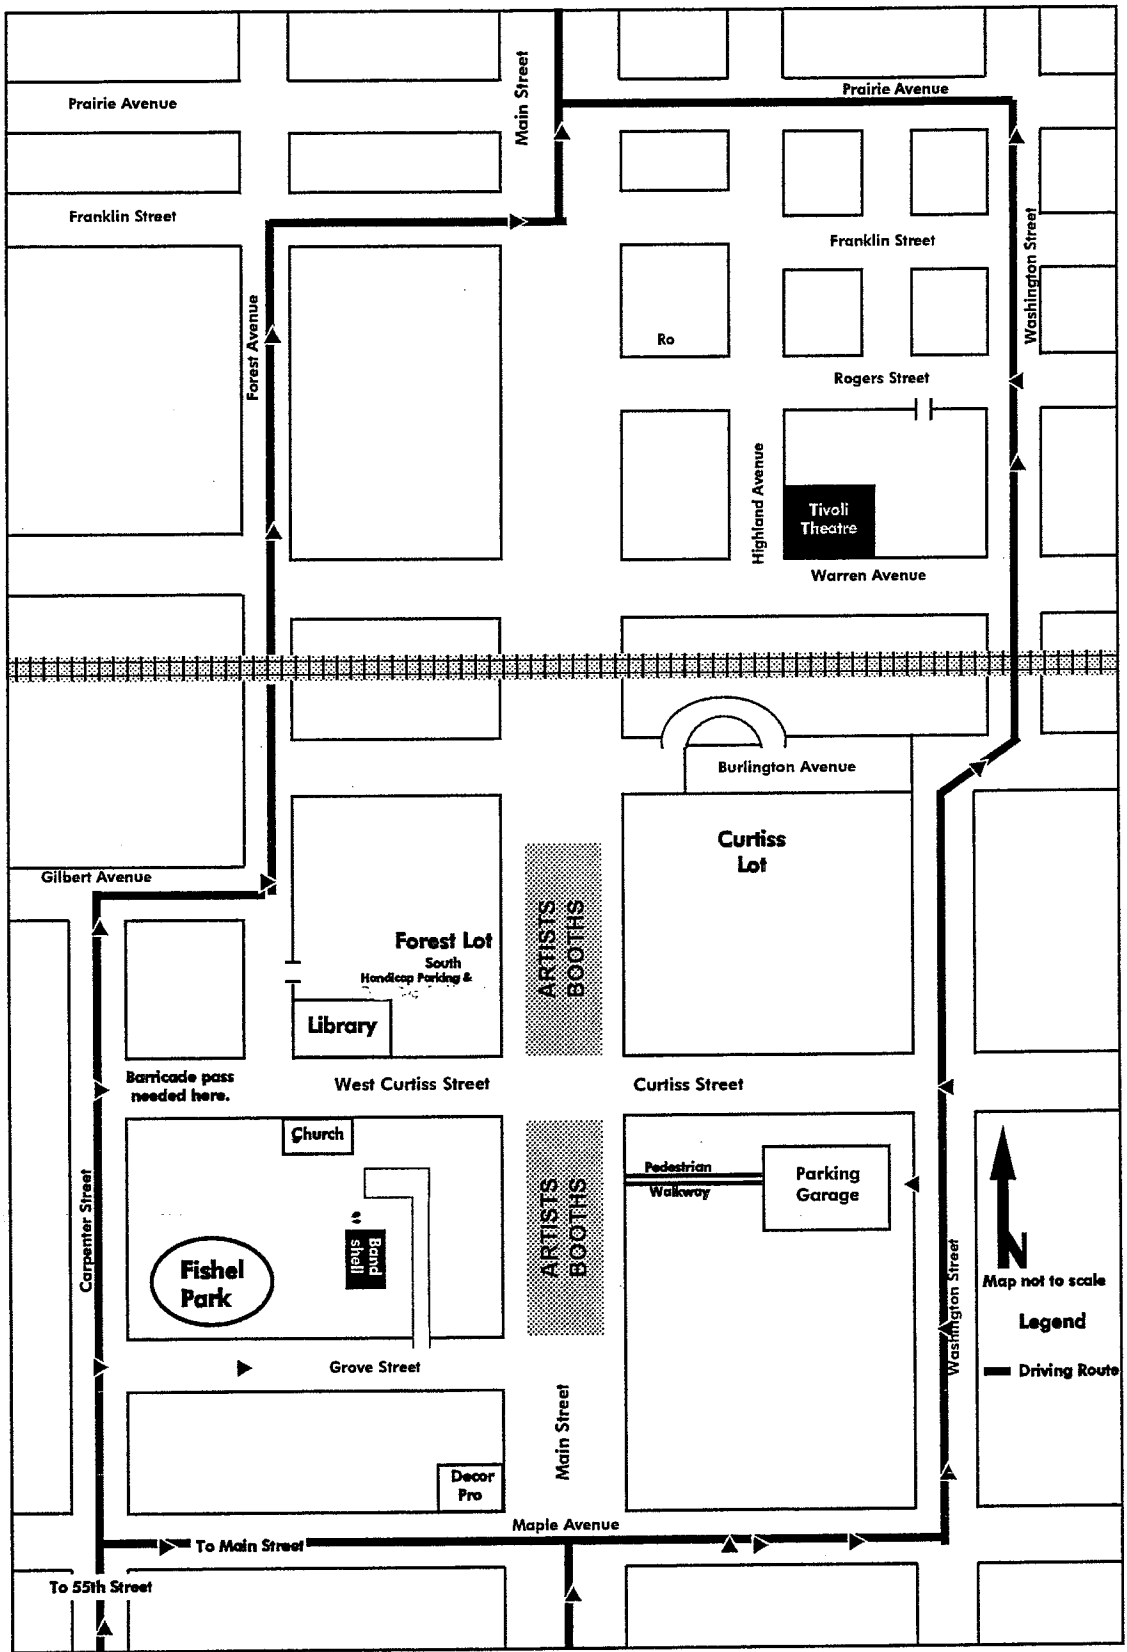 Main Street
Prairie Avenue
Prairie Avenue
Franklin Street
Franklin Street
Washington Street
Forest Avenue
Ro
Rogers Street
Highland Avenue
Tivoli
Theatre
Warren Avenue
Burlington Avenue
Curtiss
Lot
Gilbert Avenue
ARTISTS
BOOTHS
Forest Lot
South
Handicap Parking &
Library
Barricade pass
needed here.
West Curtiss Street
Curtiss Street
Church
Pedestrian
Walkway
Parking
Garage
ARTISTS
BOOTHS
Carpenter Street
Band
shell
Fishel
Park
N
Map not to scale
Washington Street
Legend
Driving Route
Grove Street
Main Street
Decor
Pro
Maple Avenue
To Main Street
To 55th Street